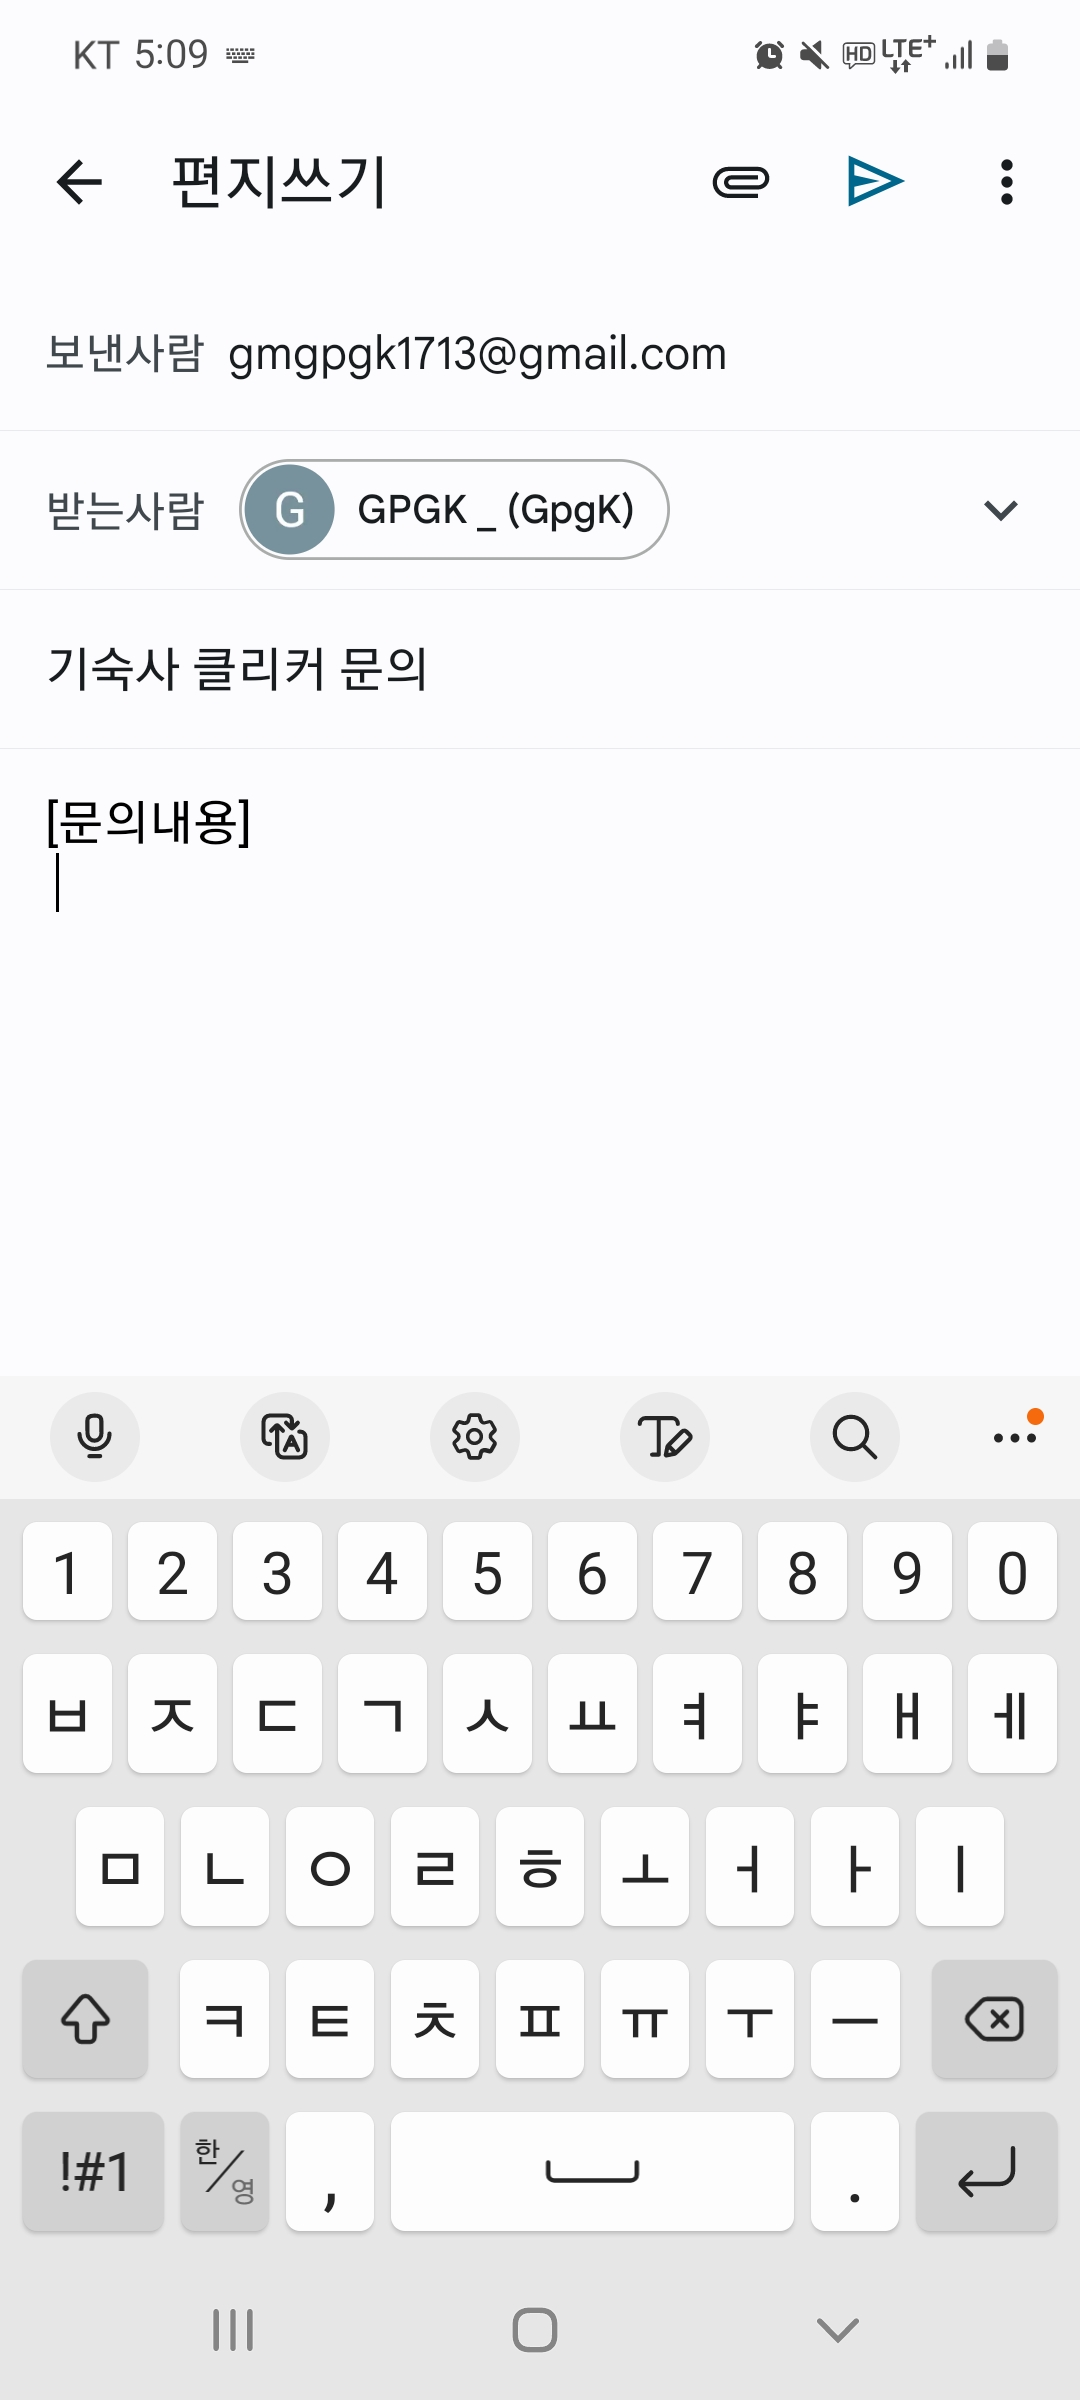 KT 5:09 HD LTE+
편지쓰기
보낸사람 gmgpgk1713@gmail.com
받는사람 G GPGK _ (GpgK)
기숙사 클리커 문의
[문의내용]
1 2 3 4 5 6 7 8 9 0
ㅂ ㅈ ㄷ ㄱ ㅅ ㅛ ㅕ ㅑ ㅐ ㅔ
ㅁ ㄴ ㅇ ㄹ ㅎ ㅗ ㅓ ㅏ ㅣ
ㅋ ㅌ ㅊ ㅍ ㅠ ㅜ ㅡ
!#1 한/영 , .